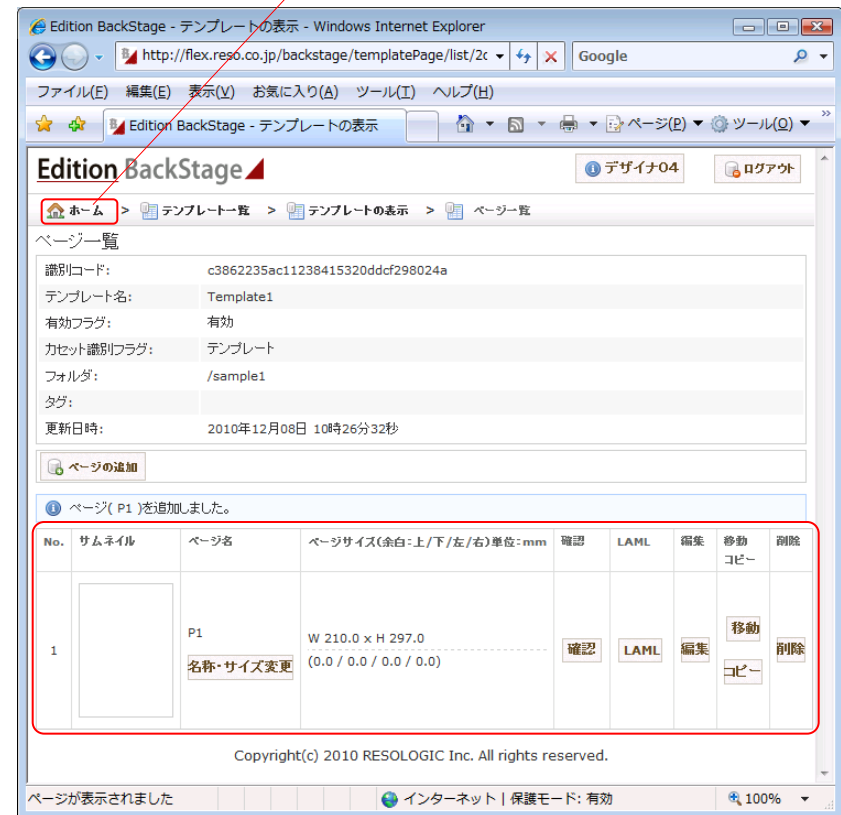 Edition BackStage - テンプレートの表示 - Windows Internet Explorer
http://flex.reso.co.jp/backstage/templatePage/list/2c
Google
ファイル(F) 編集(E) 表示(V) お気に入り(A) ツール(T) ヘルプ(H)
Edition BackStage - テンプレートの表示
ページ(P) ツール(O) »
Edition BackStage
デザイナ04
ログアウト
ホーム > テンプレート一覧 > テンプレートの表示 > ページ一覧
ページ一覧
識別コード: c3862235ac11238415320ddcf298024a
テンプレート名: Template1
有効フラグ: 有効
カセット識別フラグ: テンプレート
フォルダ: /sample1
タグ:
更新日時: 2010年12月08日 10時26分32秒
ページの追加
ページ( P1 )を追加しました。
No. サムネイル ページ名 ページサイズ(余白:上/下/左/右)単位:mm 確認 LAML 編集 移動 削除
コピー
P1
移動
W 210.0 x H 297.0
1
確認 LAML 編集 削除
名称・サイズ変更
(0.0 / 0.0 / 0.0 / 0.0)
コピー
Copyright(c) 2010 RESOLOGIC Inc. All rights reserved.
ページが表示されました インターネット | 保護モード: 有効 100%